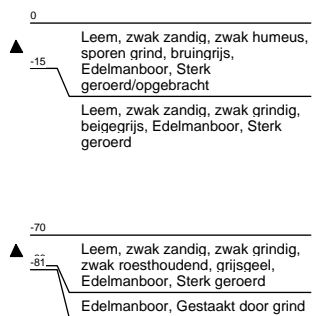 0
Leem, zwak zandig, zwak humeus,
sporen grind, bruingrijs,
-15
Edelmanboor, Sterk
geroerd/opgebracht
Leem, zwak zandig, zwak grindig,
beigegrijs, Edelmanboor, Sterk
geroerd
-70
Leem, zwak zandig, zwak grindig,
-81
zwak roesthoudend, grijsgeel,
Edelmanboor, Sterk geroerd
Edelmanboor, Gestaakt door grind